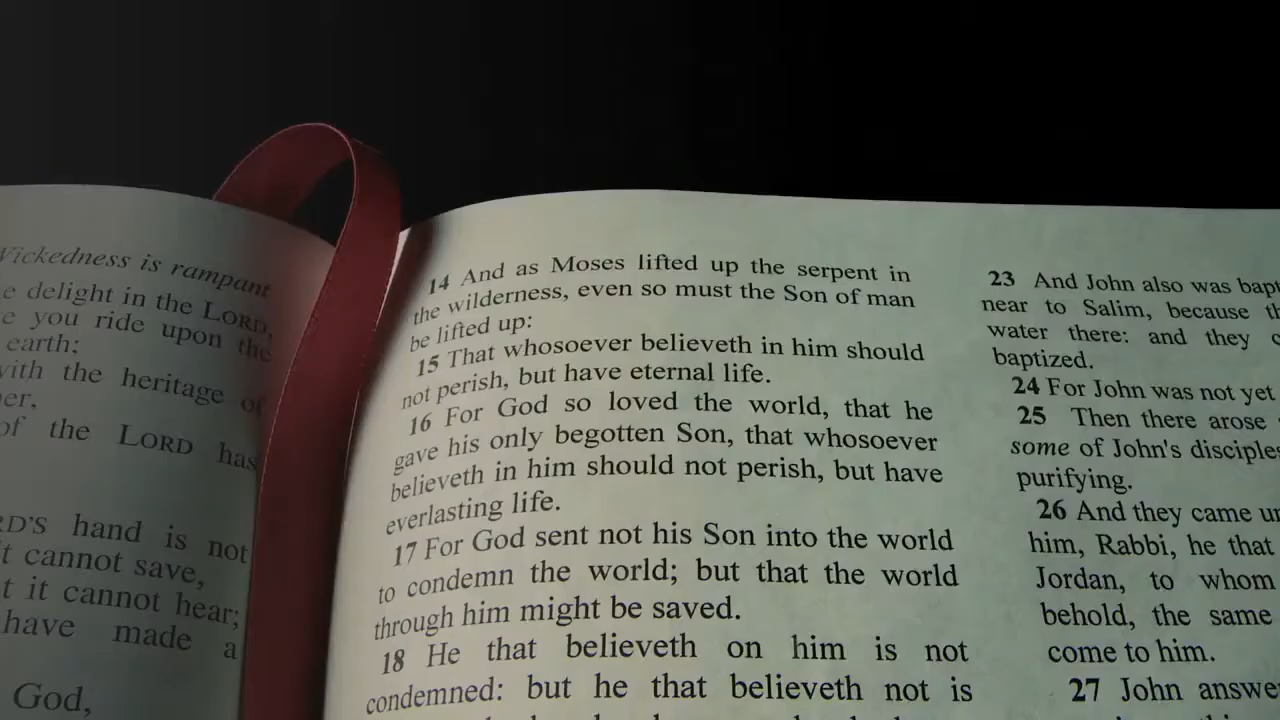 Wickedness is rampant
e delight in the LORD,
e you ride upon the
earth;
with the heritage of
er,
of the LORD has
RD'S hand is not
it cannot save,
t it cannot hear;
have made a
God,
14 And as Moses lifted up the serpent in
the wilderness, even so must the Son of man
be lifted up:
15 That whosoever believeth in him should
not perish, but have eternal life.
16 For God so loved the world, that he
gave his only begotten Son, that whosoever
believeth in him should not perish, but have
everlasting life.
17 For God sent not his Son into the world
to condemn the world; but that the world
through him might be saved.
18 He that believeth on him is not
condemned: but he that believeth not is
23 And John also was bapt
near to Salim, because th
water there: and they c
baptized.
24 For John was not yet
25 Then there arose
some of John's disciples
purifying.
26 And they came un
him, Rabbi, he that
Jordan, to whom
behold, the same
come to him.
27 John answe